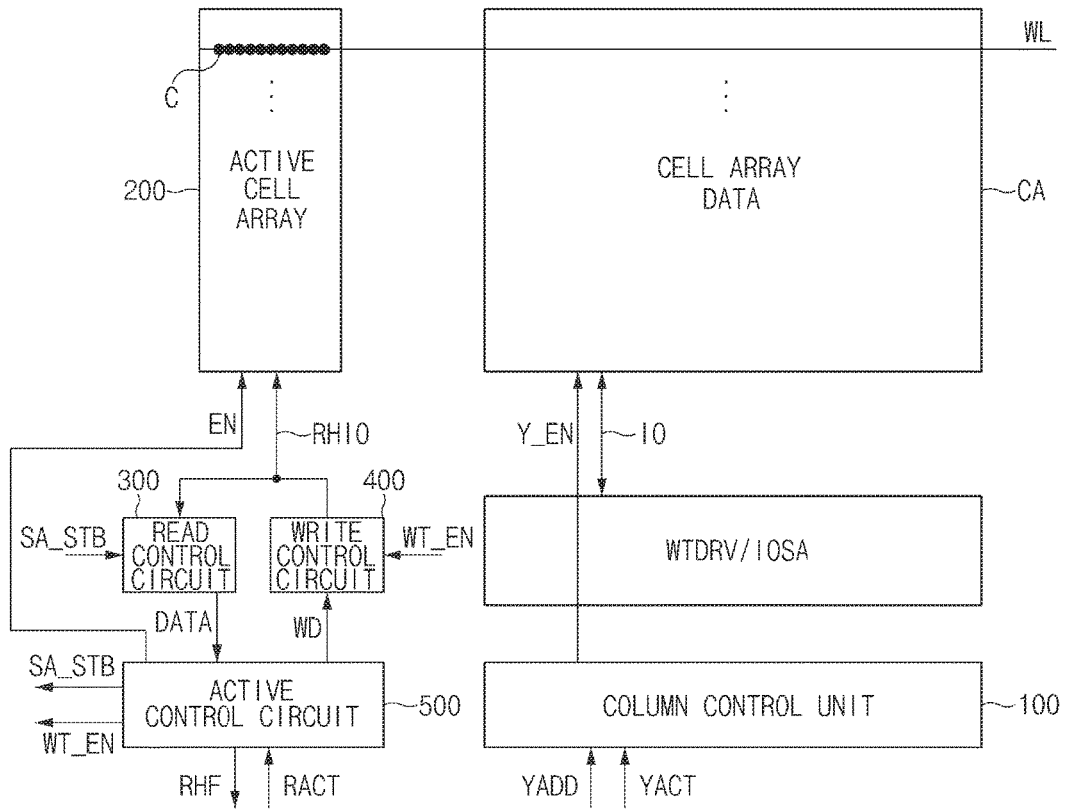 WL
C
ACTIVE
CELL
ARRAY
200
CELL ARRAY
DATA
CA
EN
RHIO
Y_EN
IO
300
400
SA_STB
READ
CONTROL
CIRCUIT
WRITE
CONTROL
CIRCUIT
WT_EN
WTDRV/IOSA
DATA
WD
SA_STB
WT_EN
ACTIVE
CONTROL CIRCUIT
500
COLUMN CONTROL UNIT
100
RHF
RACT
YADD
YACT